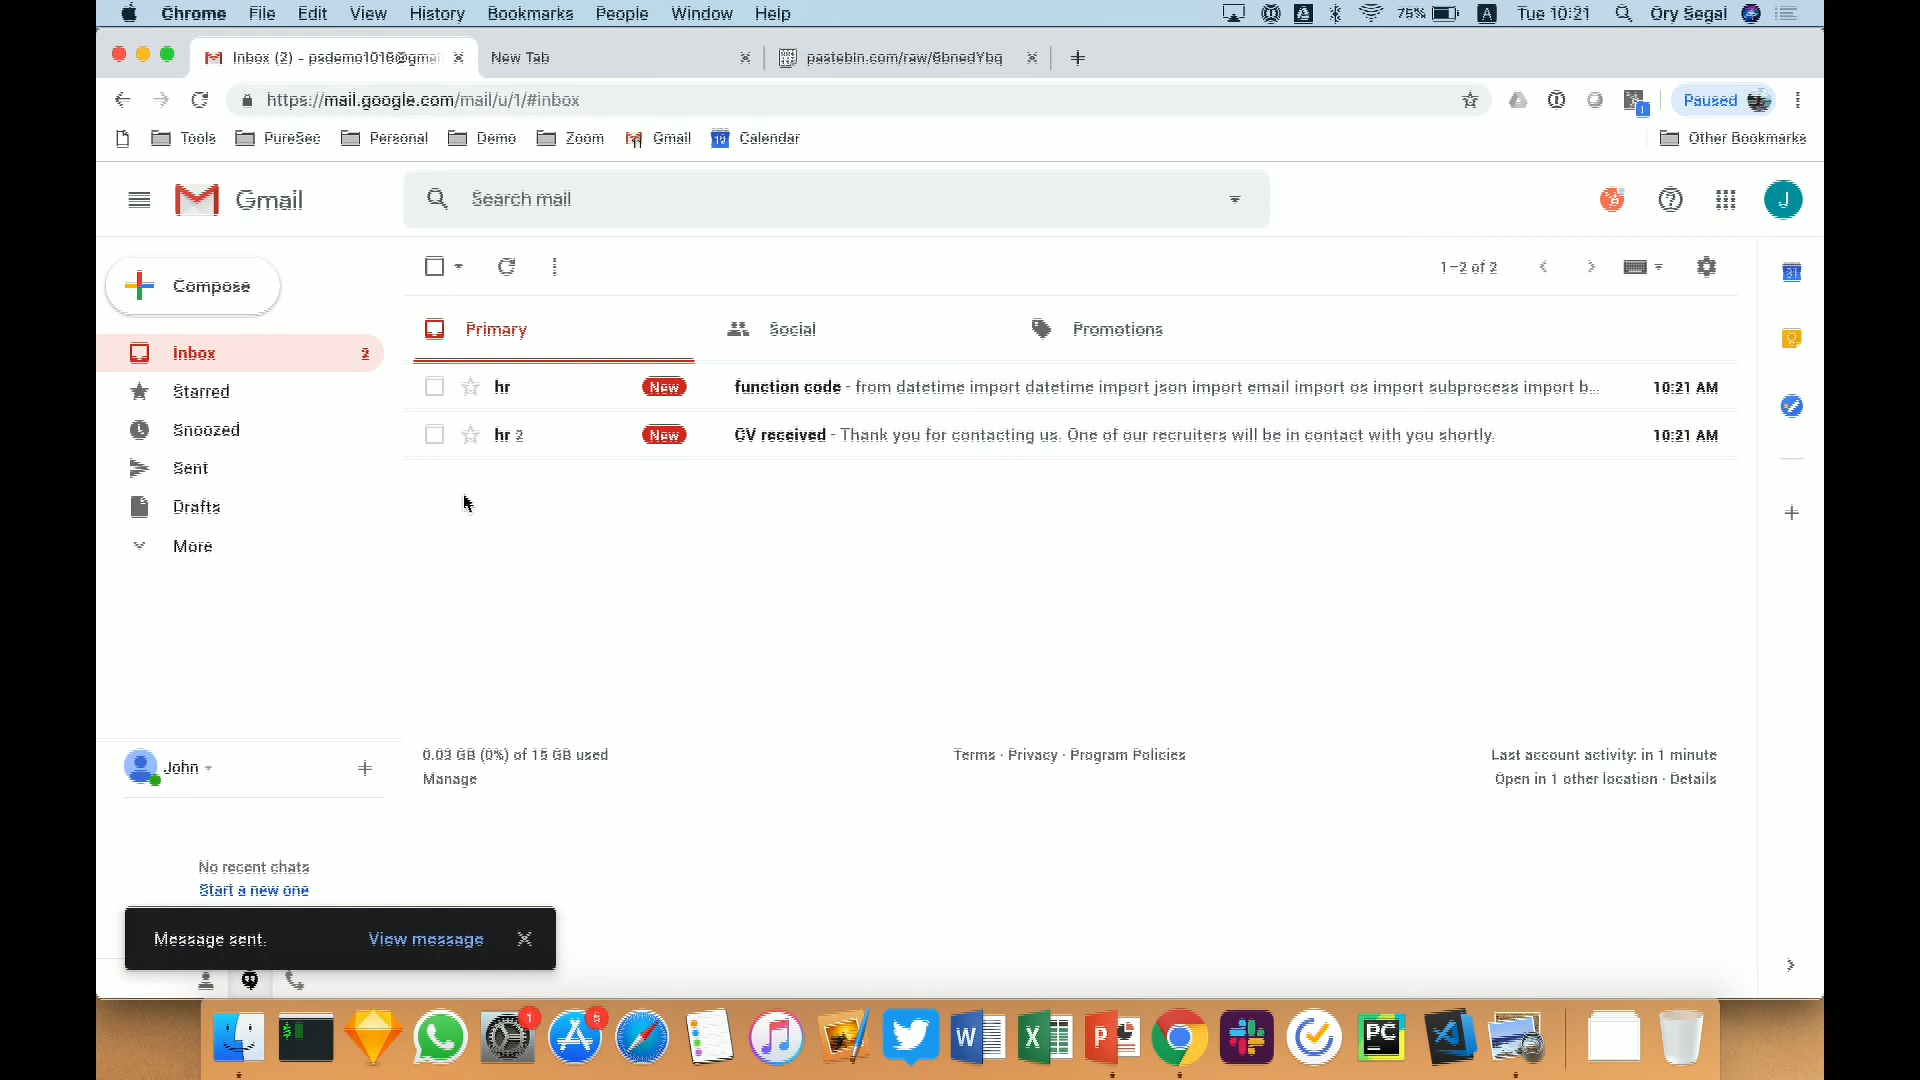 Chrome File Edit View History Bookmarks People Window Help 75% A Tue 10:21 Ory Segal
Inbox (2) - psdemo1016@gmai New Tab pastebin.com/raw/6bnedYbq
https://mail.google.com/mail/u/1/#inbox Paused
Tools PureSec Personal Demo Zoom Gmail 19 Calendar Other Bookmarks
Gmail Search mail J
Compose 1–2 of 2 31
Primary Social Promotions
Inbox 2
hr New function code - from datetime import datetime import json import email import os import subprocess import b... 10:21 AM
Starred
hr 2 New CV received - Thank you for contacting us. One of our recruiters will be in contact with you shortly. 10:21 AM
Snoozed
Sent
Drafts
More
0.03 GB (0%) of 15 GB used Terms · Privacy · Program Policies Last account activity: in 1 minute
John
Manage Open in 1 other location · Details
No recent chats
Start a new one
Message sent. View message
1 5 W X P PC